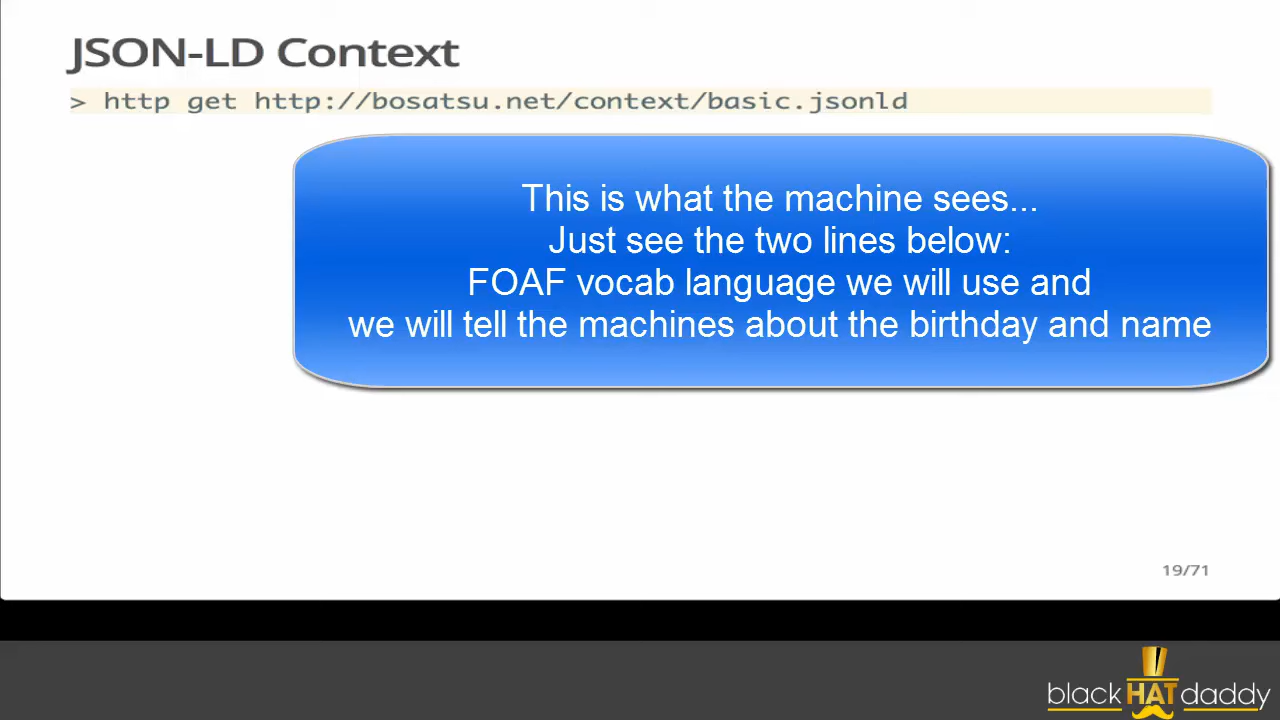 JSON-LD Context
> http get http://bosatsu.net/context/basic.jsonld
This is what the machine sees...
Just see the two lines below:
FOAF vocab language we will use and
we will tell the machines about the birthday and name
19/71
blackHATdaddy